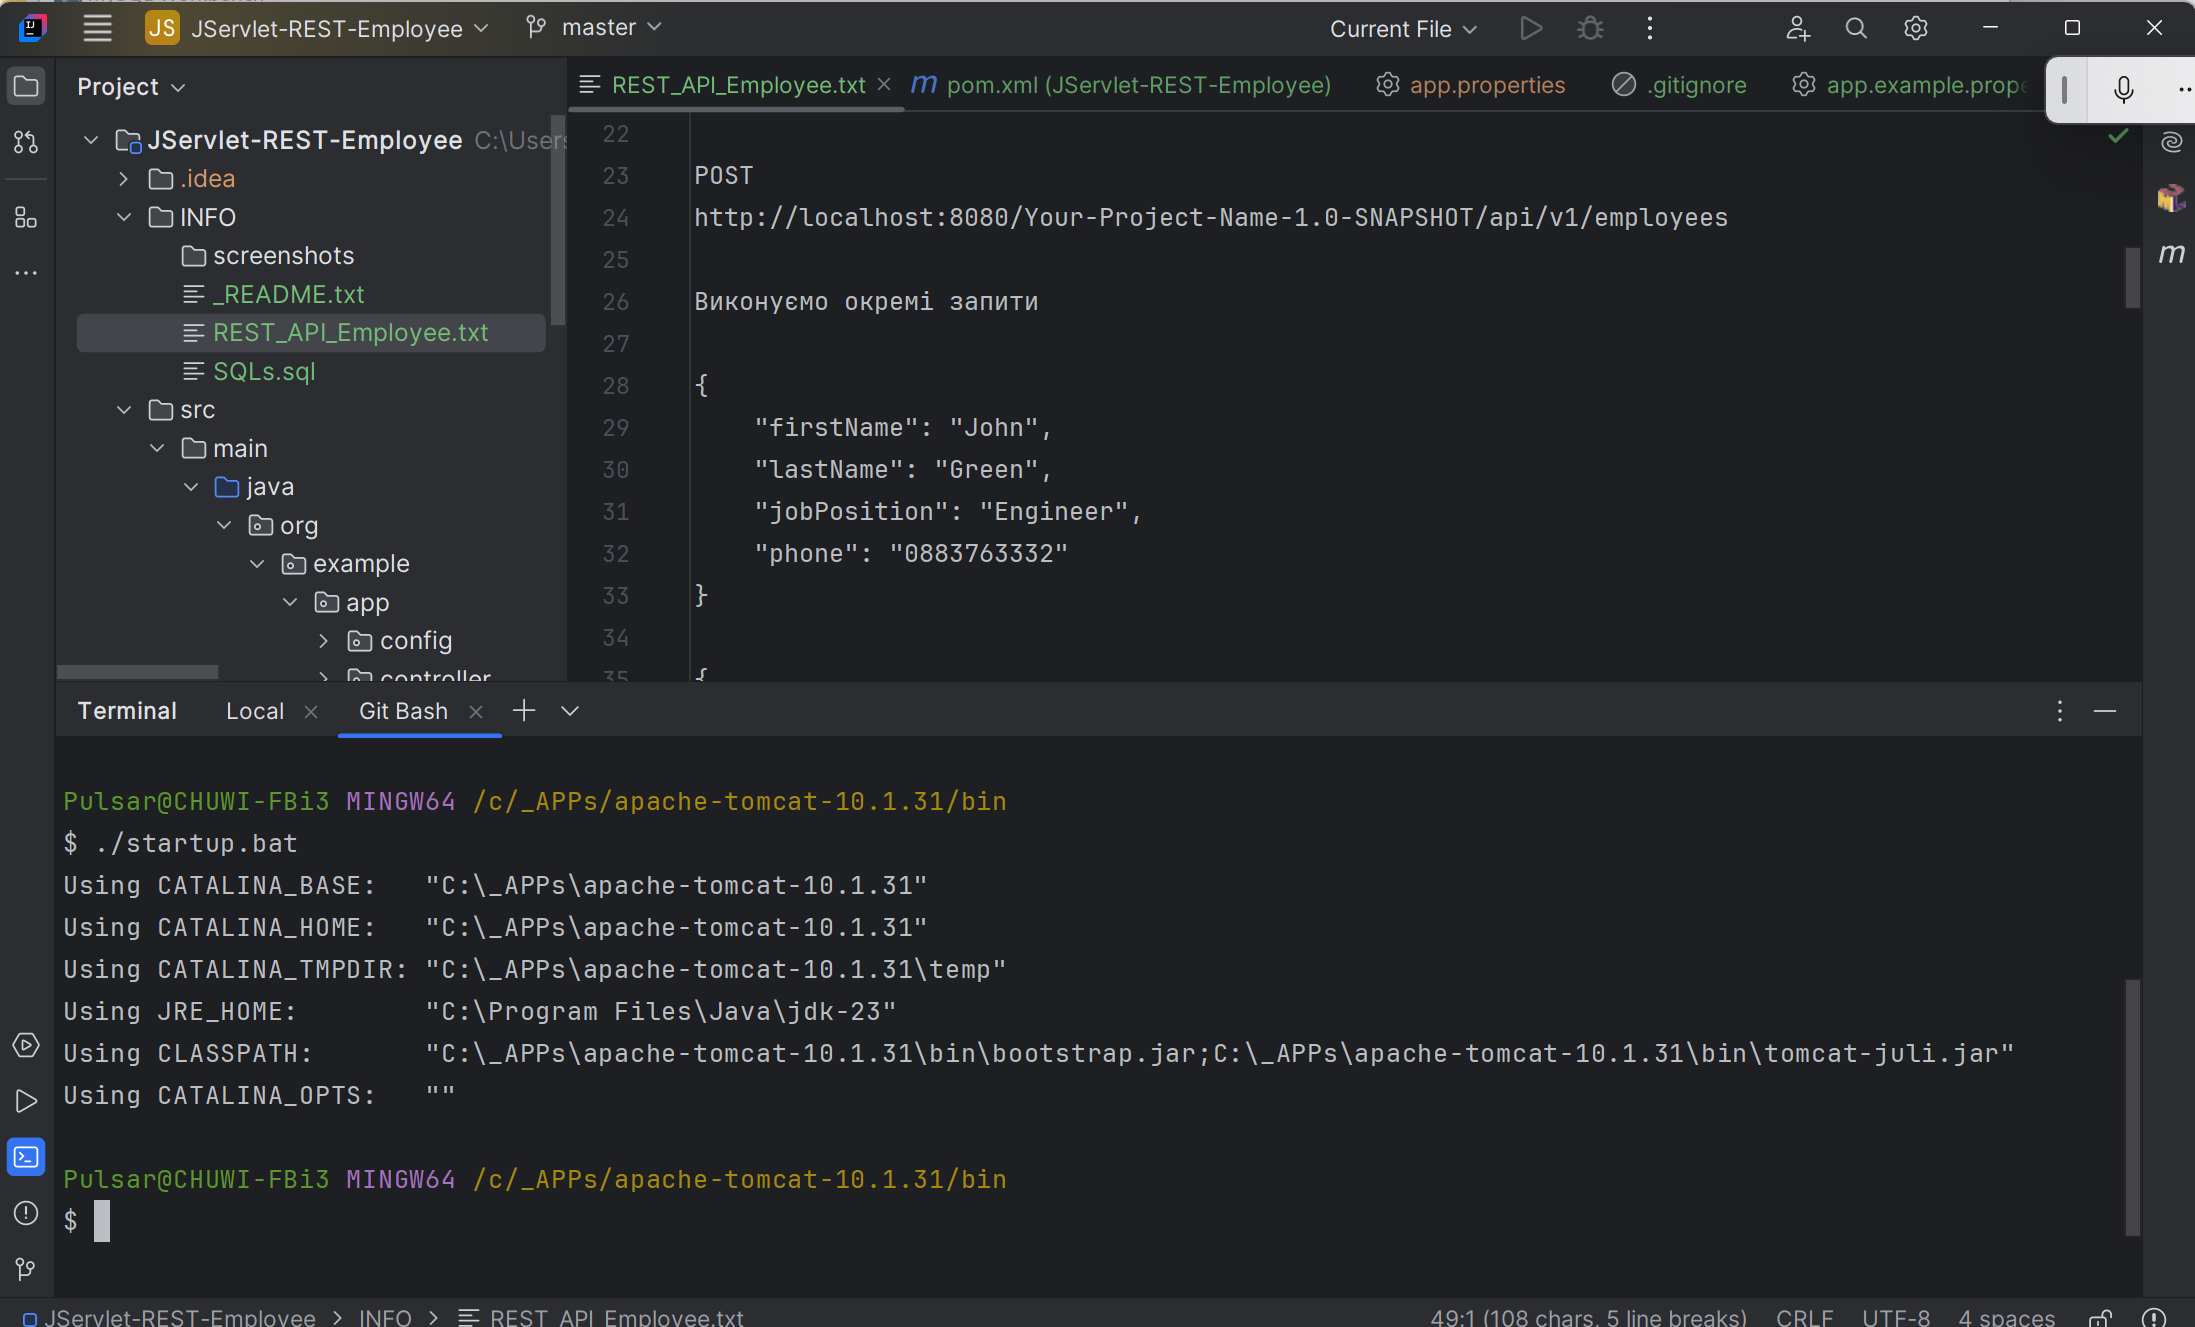 JS JServlet-REST-Employee master Current File
Project
REST_API_Employee.txt pom.xml (JServlet-REST-Employee) app.properties .gitignore app.example.prope
JServlet-REST-Employee C:\Users
.idea
INFO
screenshots
_README.txt
REST_API_Employee.txt
SQLs.sql
src
main
java
org
example
app
config
controller
22
23 POST
24 http://localhost:8080/Your-Project-Name-1.0-SNAPSHOT/api/v1/employees
25
26 Виконуємо окремі запити
27
28 {
29 "firstName": "John",
30 "lastName": "Green",
31 "jobPosition": "Engineer",
32 "phone": "0883763332"
33 }
34
35 {
Terminal Local Git Bash
Pulsar@CHUWI-FBi3 MINGW64 /c/_APPs/apache-tomcat-10.1.31/bin
$ ./startup.bat
Using CATALINA_BASE: "C:\_APPs\apache-tomcat-10.1.31"
Using CATALINA_HOME: "C:\_APPs\apache-tomcat-10.1.31"
Using CATALINA_TMPDIR: "C:\_APPs\apache-tomcat-10.1.31\temp"
Using JRE_HOME: "C:\Program Files\Java\jdk-23"
Using CLASSPATH: "C:\_APPs\apache-tomcat-10.1.31\bin\bootstrap.jar;C:\_APPs\apache-tomcat-10.1.31\bin\tomcat-juli.jar"
Using CATALINA_OPTS: ""
Pulsar@CHUWI-FBi3 MINGW64 /c/_APPs/apache-tomcat-10.1.31/bin
$
JServlet-REST-Employee > INFO > REST_API_Employee.txt 49:1 (108 chars, 5 line breaks) CRLF UTF-8 4 spaces